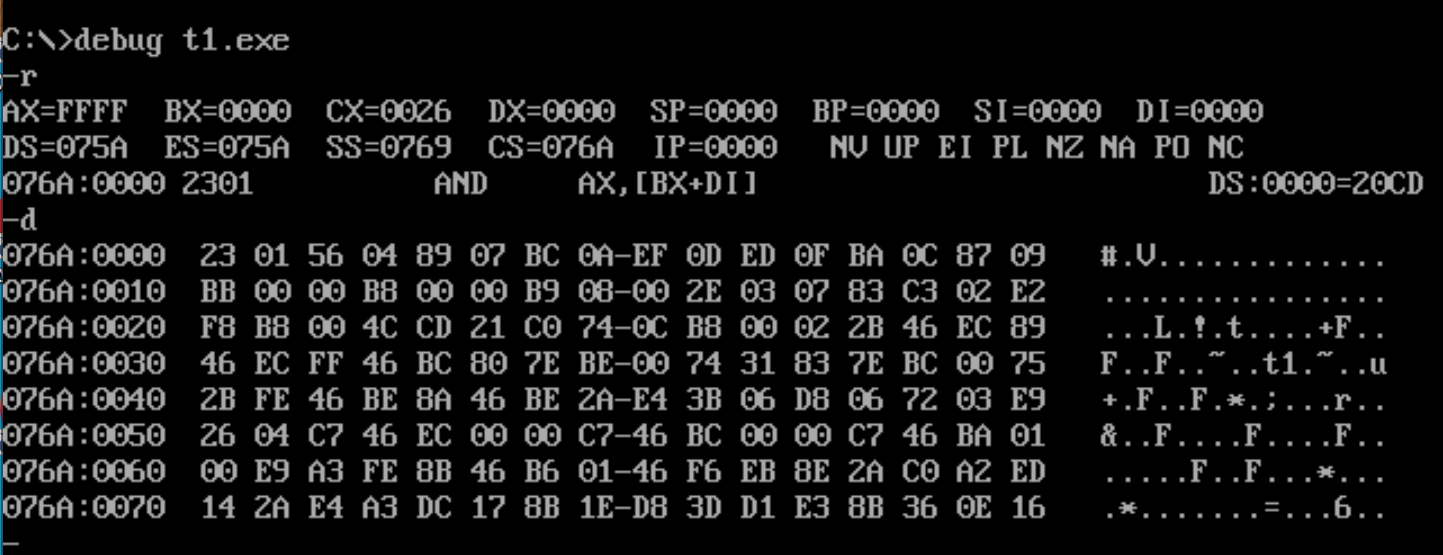 C:\>debug t1.exe
-r
AX=FFFF  BX=0000  CX=0026  DX=0000  SP=0000  BP=0000  SI=0000  DI=0000
DS=075A  ES=075A  SS=0769  CS=076A  IP=0000   NV UP EI PL NZ NA PO NC
076A:0000 2301          AND     AX,[BX+DI]                         DS:0000=20CD
-d
076A:0000  23 01 56 04 89 07 BC 0A-EF 0D ED 0F BA 0C 87 09   #.V.............
076A:0010  BB 00 00 B8 00 00 B9 08-00 2E 03 07 83 C3 02 E2   ................
076A:0020  F8 B8 00 4C CD 21 C0 74-0C B8 00 02 2B 46 EC 89   ...L.!.t....+F..
076A:0030  46 EC FF 46 BC 80 7E BE-00 74 31 83 7E BC 00 75   F..F..~..t1.~..u
076A:0040  2B FE 46 BE 8A 46 BE 2A-E4 3B 06 D8 06 72 03 E9   +.F..F.*.;...r..
076A:0050  26 04 C7 46 EC 00 00 C7-46 BC 00 00 C7 46 BA 01   &..F....F....F..
076A:0060  00 E9 A3 FE 8B 46 B6 01-46 F6 EB 8E 2A C0 A2 ED   .....F..F...*...
076A:0070  14 2A E4 A3 DC 17 8B 1E-D8 3D D1 E3 8B 36 0E 16   .*.......=...6..
-